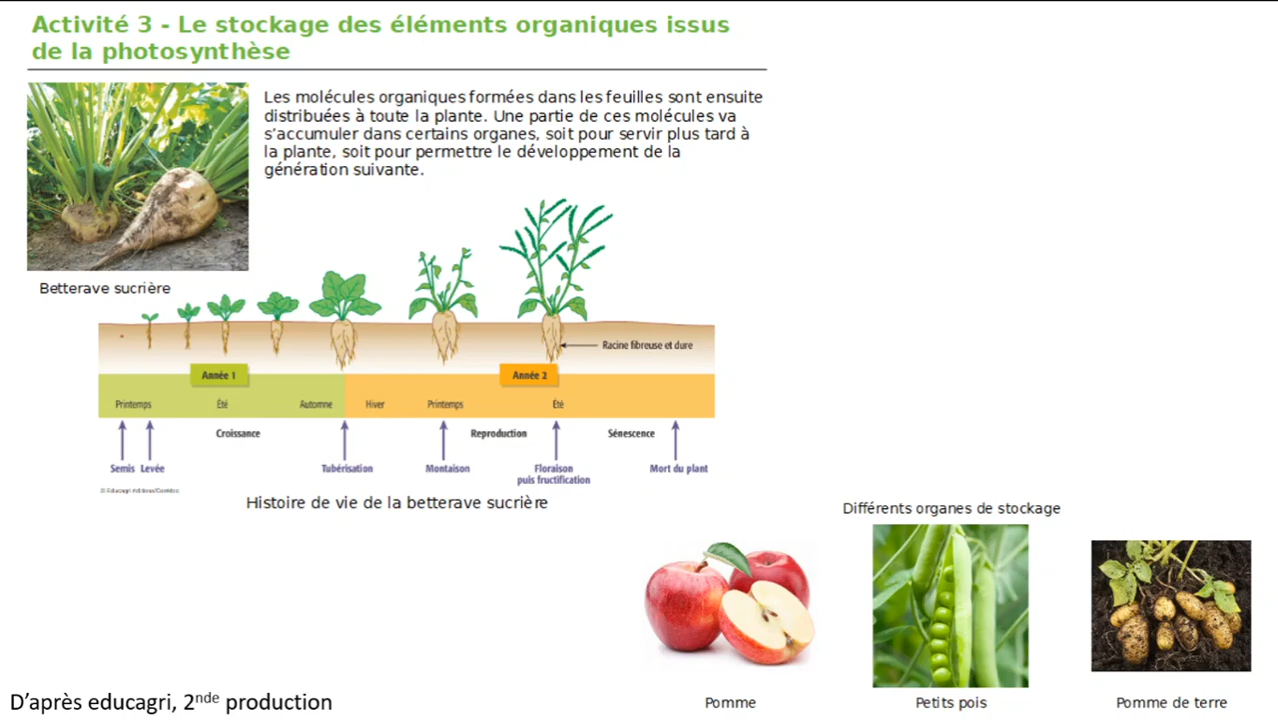 Activité 3 - Le stockage des éléments organiques issus
de la photosynthèse
Les molécules organiques formées dans les feuilles sont ensuite
distribuées à toute la plante. Une partie de ces molécules va
s'accumuler dans certains organes, soit pour servir plus tard à
la plante, soit pour permettre le développement de la
génération suivante.
Betterave sucrière
Racine fibreuse et dure
Année 1
Année 2
Printemps Été Automne Hiver Printemps Eté
Croissance Reproduction Sénescence
Semis Levée Tubérisation Montaison Floraison Mort du plant
puis fructification
© Educagri éditions/
Histoire de vie de la betterave sucrière
Différents organes de stockage
Pomme Petits pois Pomme de terre
D'après educagri, 2nde production